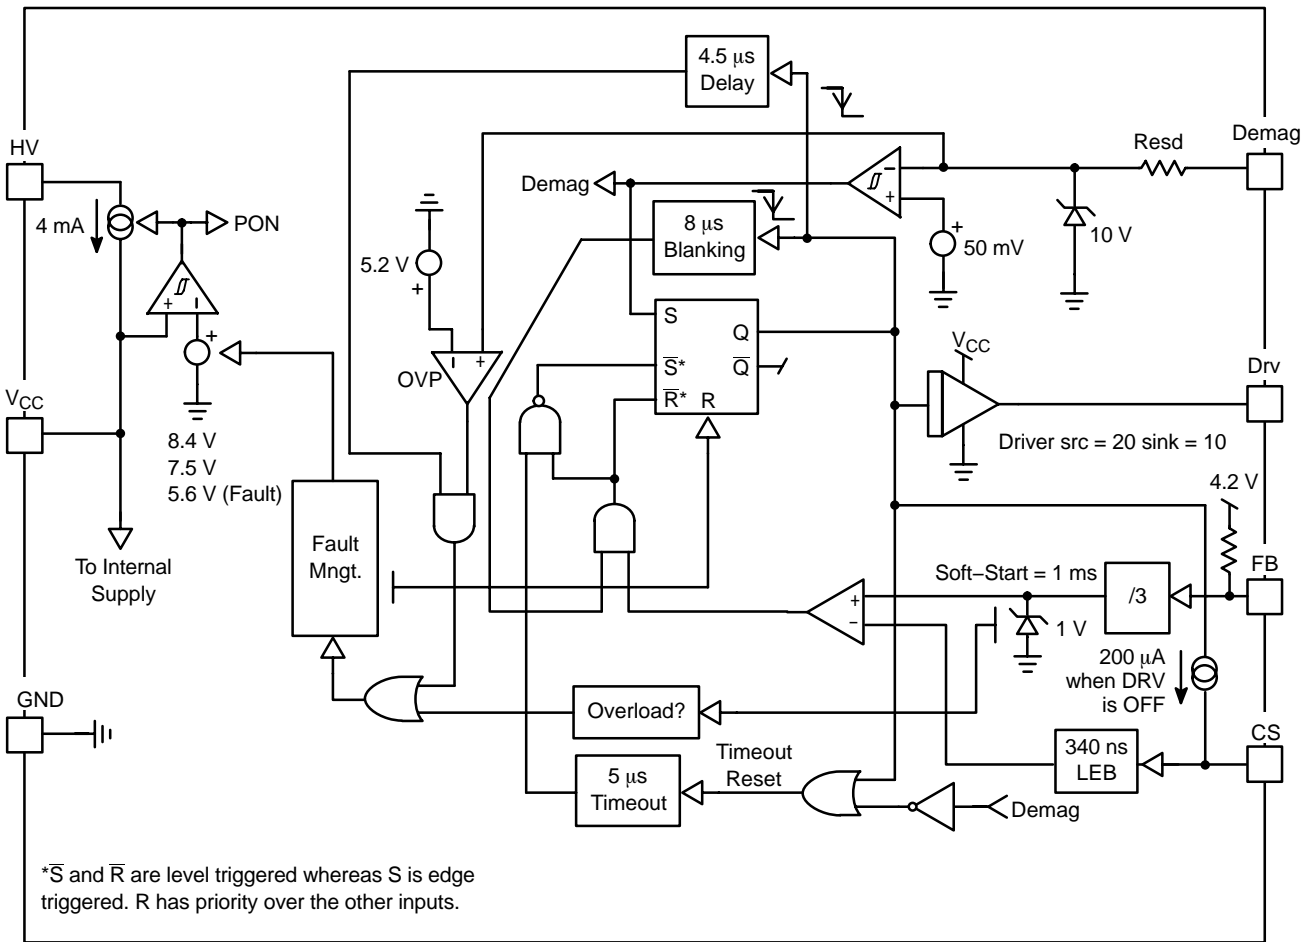 4.5 μs
Delay
HV
Demag
Resd
Demag
4 mA
PON
8 μs
Blanking
5.2 V
+
+
50 mV
10 V
+
–
–
+
+
S
Q
S̅*
Q̅
R̅* R
–
+
OVP
VCC
Drv
VCC
8.4 V
7.5 V
5.6 V (Fault)
Driver src = 20 sink = 10
4.2 V
Fault
Mngt.
To Internal
Supply
Soft–Start = 1 ms
FB
/3
+
–
1 V
200 μA
when DRV
is OFF
GND
Overload?
CS
340 ns
LEB
Timeout
Reset
5 μs
Timeout
Demag
*S̅ and R̅ are level triggered whereas S is edge
triggered. R has priority over the other inputs.